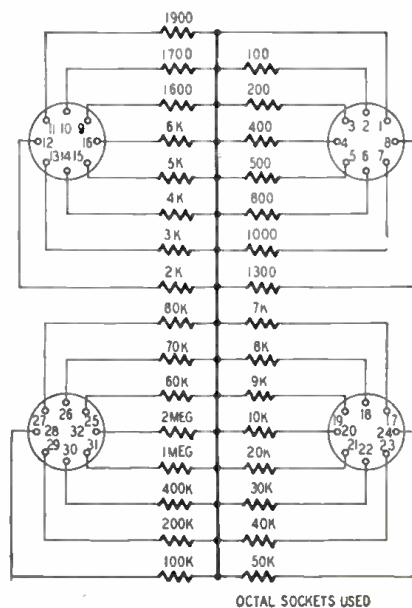 1900
1700 100
1600 200
6K 400
5K 500
4K 800
3K 1000
2K 1300
11 10 9
12 16
13 14 15
3 2 1
4 8
5 6 7
80K 7K
70K 8K
60K 9K
2MEG 10K
1MEG 20K
400K 30K
200K 40K
100K 50K
27 26 25
28 32
29 30 31
19 18 17
20 24
21 22 23
OCTAL SOCKETS USED